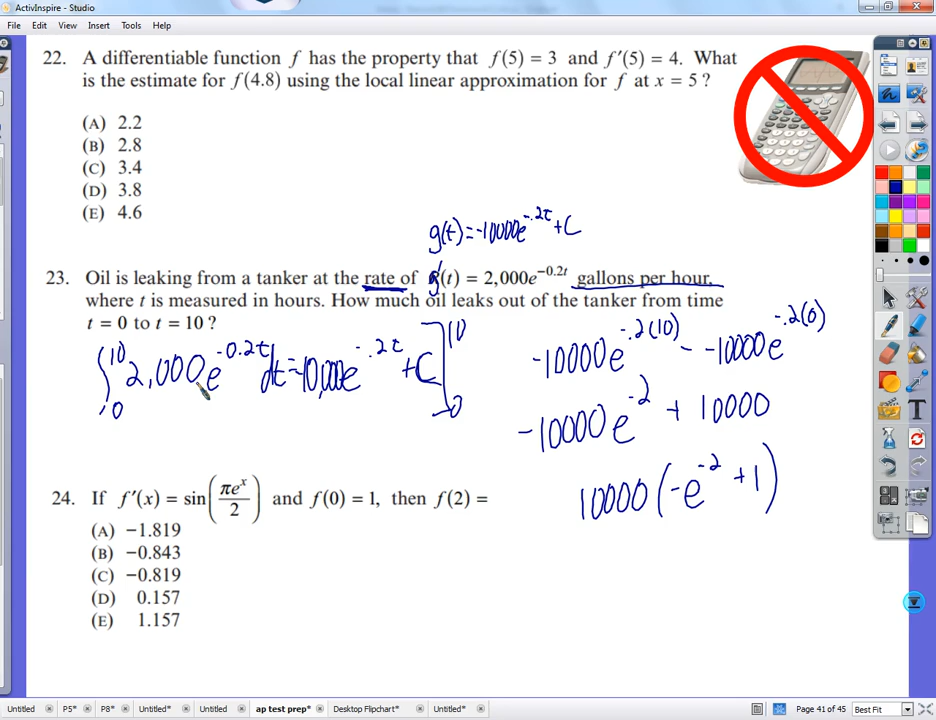 ActivInspire - Studio
File Edit View Insert Tools Help
22. A differentiable function f has the property that f(5) = 3 and f′(5) = 4. What
is the estimate for f(4.8) using the local linear approximation for f at x = 5 ?
(A) 2.2
(B) 2.8
(C) 3.4
(D) 3.8
(E) 4.6
g(t)=-10000e^-.2t +C
23. Oil is leaking from a tanker at the rate of g′(t) = 2,000e^−0.2t gallons per hour,
where t is measured in hours. How much oil leaks out of the tanker from time
t = 0 to t = 10 ?
∫_0^10 2,000e^-0.2t dt=-10,000e^-.2t +C ]_0^10
-10000e^-.2(10) - -10000e^-.2(0)
-10000e^-2 + 10000
10000(-e^-2 +1)
24. If f′(x) = sin(πe^x/2) and f(0) = 1, then f(2) =
(A) −1.819
(B) −0.843
(C) −0.819
(D) 0.157
(E) 1.157
Untitled P5* P8* Untitled* Untitled ap test prep* Desktop Flipchart* Untitled* Page 41 of 45 Best Fit